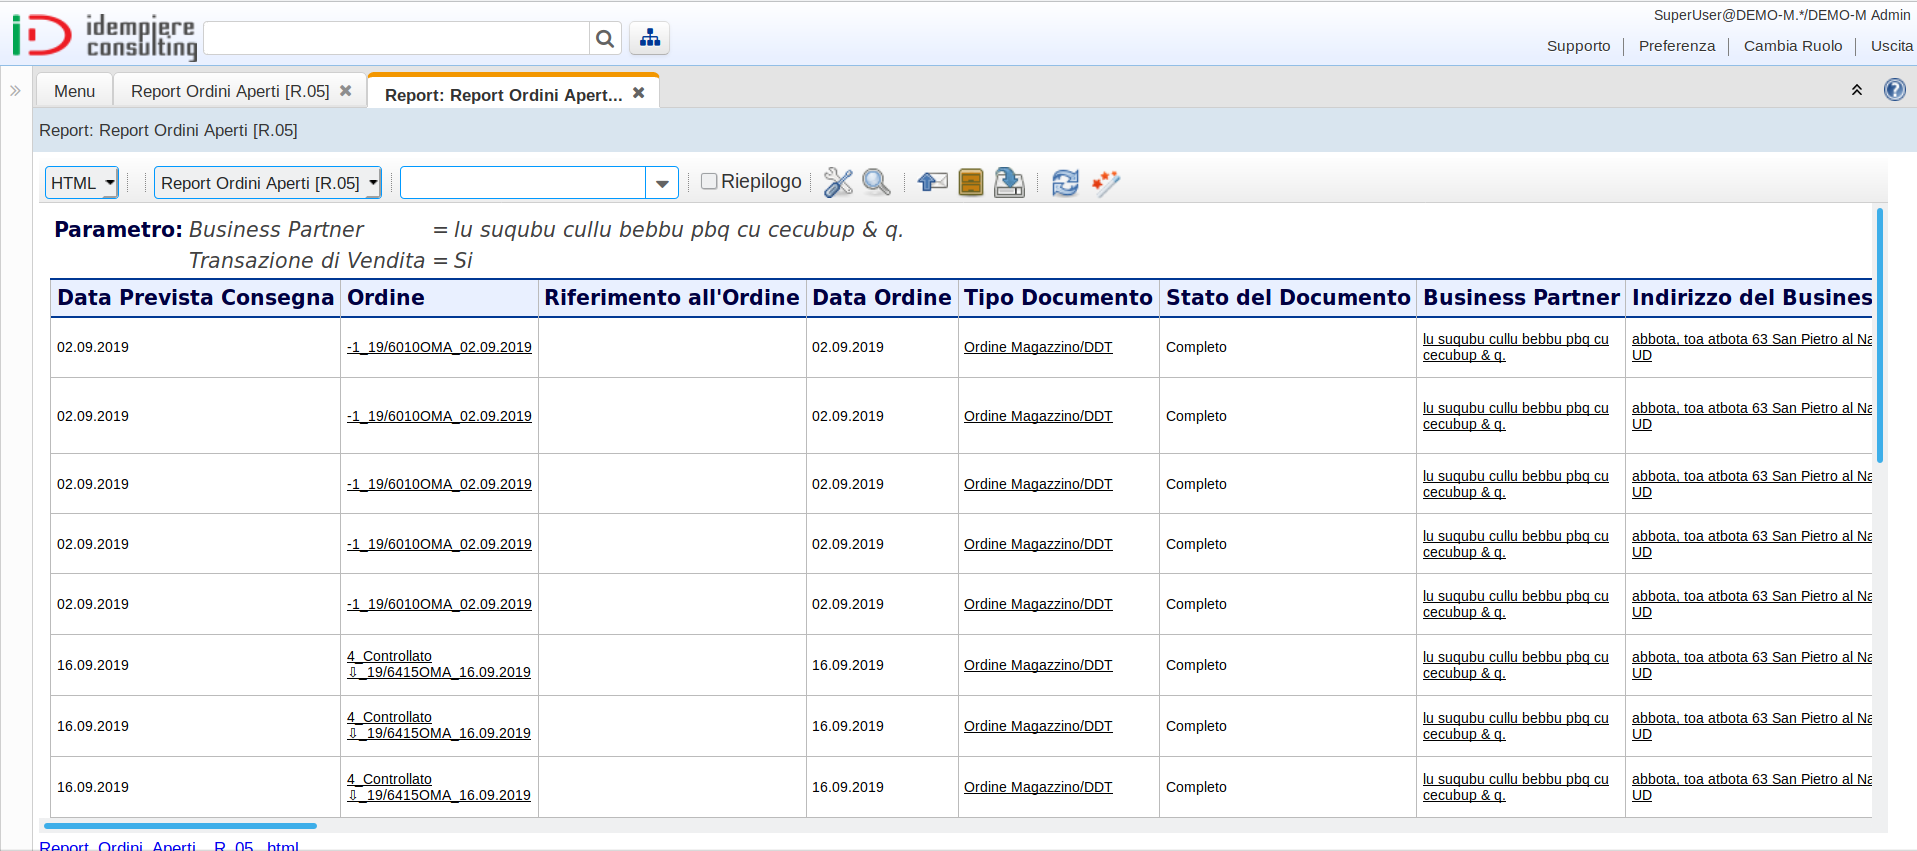 SuperUser@DEMO-M.*/DEMO-M Admin
idempiere
consulting
Supporto Preferenza Cambia Ruolo Uscita
Menu Report Ordini Aperti [R.05] Report: Report Ordini Apert...
Report: Report Ordini Aperti [R.05]
HTML Report Ordini Aperti [R.05] Riepilogo
Parametro: Business Partner = lu suqubu cullu bebbu pbq cu cecubup & q.
Transazione di Vendita = Si
Data Prevista Consegna Ordine Riferimento all'Ordine Data Ordine Tipo Documento Stato del Documento Business Partner Indirizzo del Busines
02.09.2019 -1_19/6010OMA_02.09.2019 02.09.2019 Ordine Magazzino/DDT Completo lu suqubu cullu bebbu pbq cu cecubup & q. abbota, toa atbota 63 San Pietro al Na UD
02.09.2019 -1_19/6010OMA_02.09.2019 02.09.2019 Ordine Magazzino/DDT Completo lu suqubu cullu bebbu pbq cu cecubup & q. abbota, toa atbota 63 San Pietro al Na UD
02.09.2019 -1_19/6010OMA_02.09.2019 02.09.2019 Ordine Magazzino/DDT Completo lu suqubu cullu bebbu pbq cu cecubup & q. abbota, toa atbota 63 San Pietro al Na UD
02.09.2019 -1_19/6010OMA_02.09.2019 02.09.2019 Ordine Magazzino/DDT Completo lu suqubu cullu bebbu pbq cu cecubup & q. abbota, toa atbota 63 San Pietro al Na UD
02.09.2019 -1_19/6010OMA_02.09.2019 02.09.2019 Ordine Magazzino/DDT Completo lu suqubu cullu bebbu pbq cu cecubup & q. abbota, toa atbota 63 San Pietro al Na UD
16.09.2019 4_Controllato ⇩_19/6415OMA_16.09.2019 16.09.2019 Ordine Magazzino/DDT Completo lu suqubu cullu bebbu pbq cu cecubup & q. abbota, toa atbota 63 San Pietro al Na UD
16.09.2019 4_Controllato ⇩_19/6415OMA_16.09.2019 16.09.2019 Ordine Magazzino/DDT Completo lu suqubu cullu bebbu pbq cu cecubup & q. abbota, toa atbota 63 San Pietro al Na UD
16.09.2019 4_Controllato ⇩_19/6415OMA_16.09.2019 16.09.2019 Ordine Magazzino/DDT Completo lu suqubu cullu bebbu pbq cu cecubup & q. abbota, toa atbota 63 San Pietro al Na UD
Report_Ordini_Aperti__R_05_.html